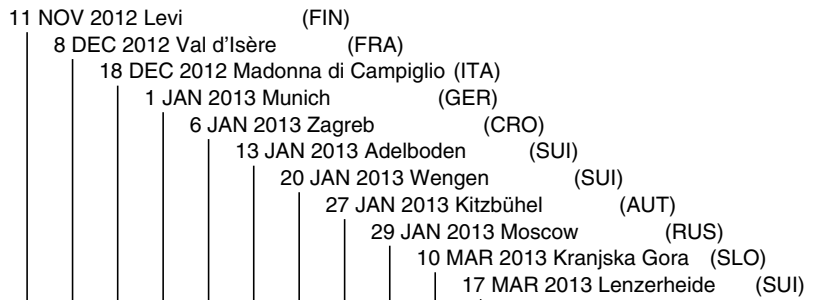 11 NOV 2012 Levi (FIN)
8 DEC 2012 Val d'Isère (FRA)
18 DEC 2012 Madonna di Campiglio (ITA)
1 JAN 2013 Munich (GER)
6 JAN 2013 Zagreb (CRO)
13 JAN 2013 Adelboden (SUI)
20 JAN 2013 Wengen (SUI)
27 JAN 2013 Kitzbühel (AUT)
29 JAN 2013 Moscow (RUS)
10 MAR 2013 Kranjska Gora (SLO)
17 MAR 2013 Lenzerheide (SUI)